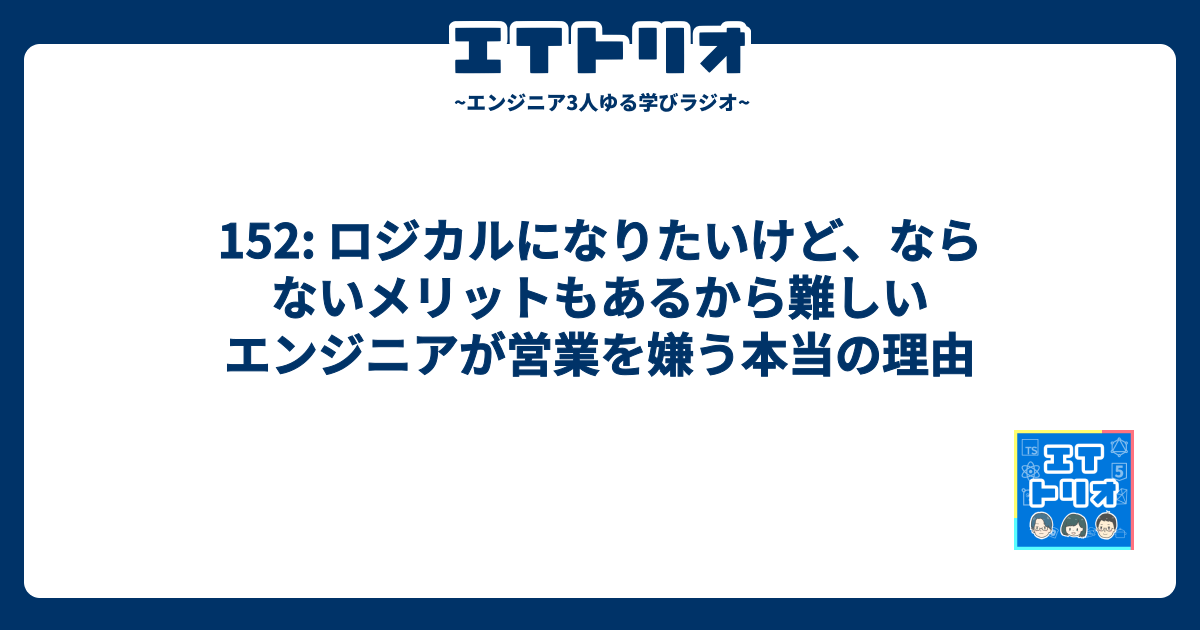 エイトリオ
~エンジニア3人ゆる学びラジオ~
152: ロジカルになりたいけど、なら
ないメリットもあるから難しい
エンジニアが営業を嫌う本当の理由
TS
エイ
5
トリオ